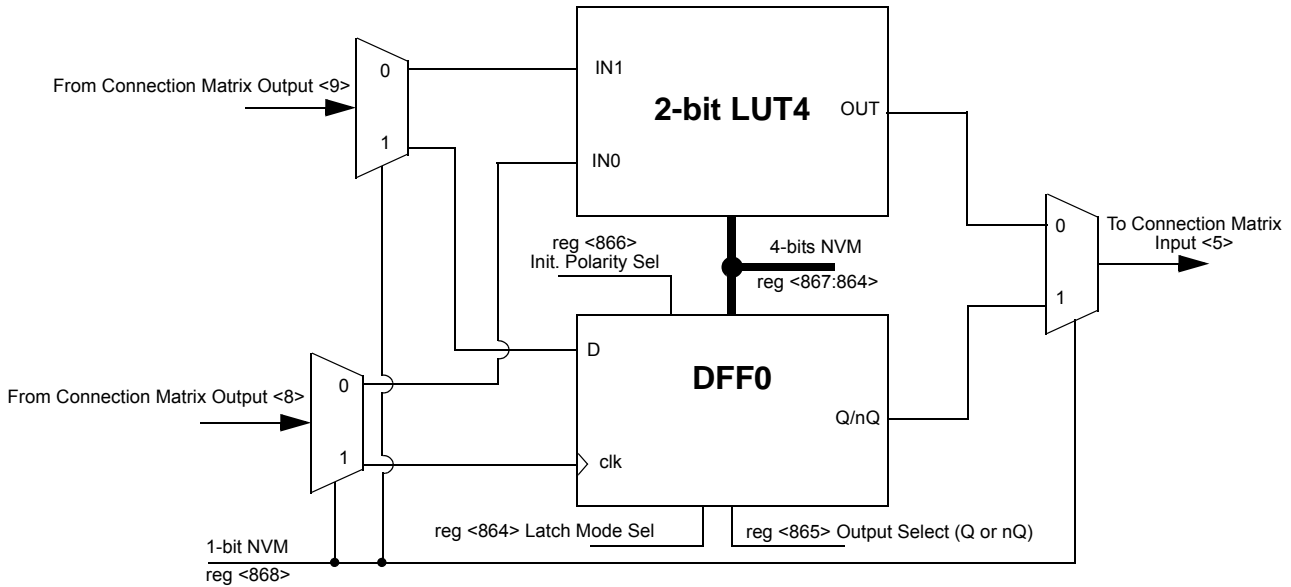 From Connection Matrix Output <9>
0
1
IN1
IN0
2-bit LUT4
OUT
reg <866>
Init. Polarity Sel
4-bits NVM
reg <867:864>
0
1
To Connection Matrix
Input <5>
From Connection Matrix Output <8>
0
1
D
clk
DFF0
Q/nQ
reg <864> Latch Mode Sel
reg <865> Output Select (Q or nQ)
1-bit NVM
reg <868>